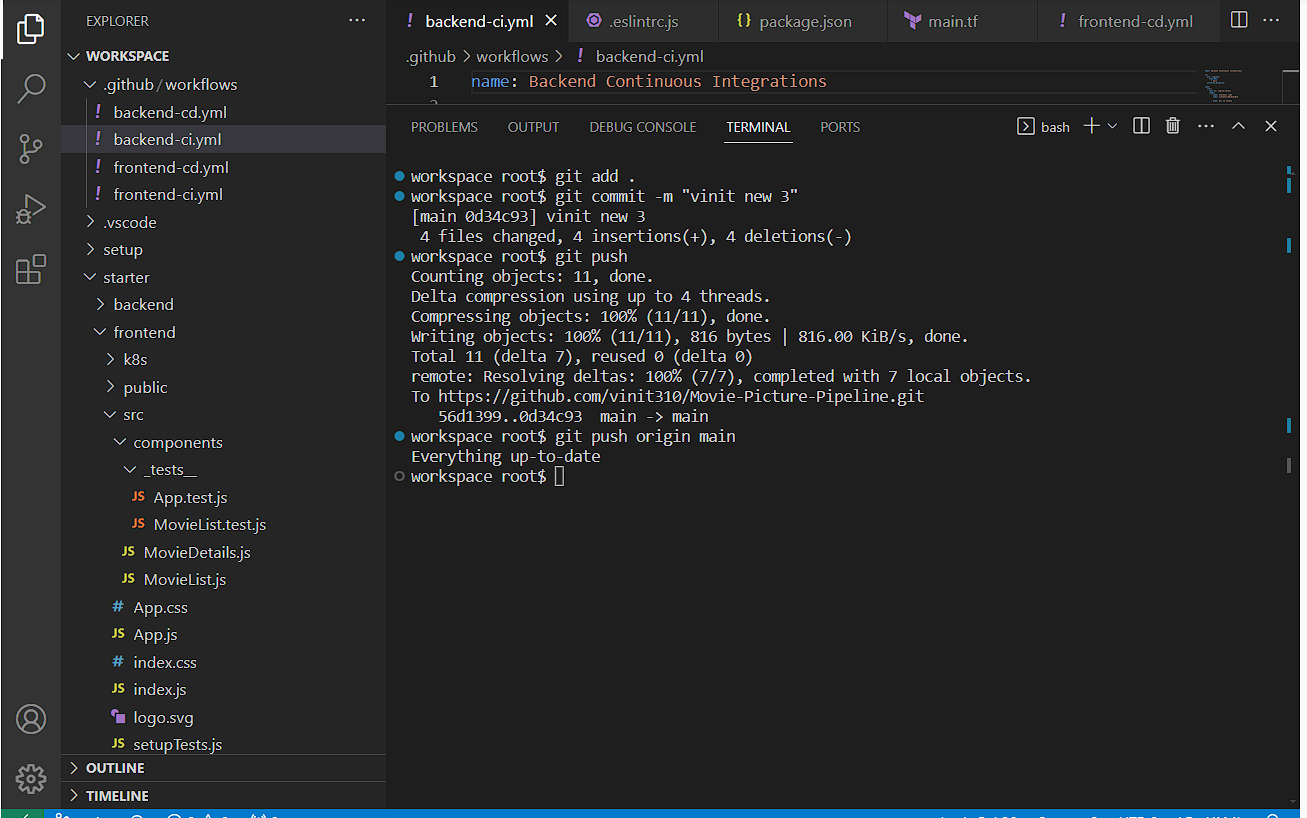 EXPLORER
WORKSPACE
.github / workflows
! backend-cd.yml
! backend-ci.yml
! frontend-cd.yml
! frontend-ci.yml
.vscode
setup
starter
backend
frontend
k8s
public
src
components
_tests__
JS App.test.js
JS MovieList.test.js
JS MovieDetails.js
JS MovieList.js
# App.css
JS App.js
# index.css
JS index.js
logo.svg
JS setupTests.js
OUTLINE
TIMELINE
! backend-ci.yml
.eslintrc.js
{} package.json
main.tf
! frontend-cd.yml
.github > workflows > ! backend-ci.yml
1 name: Backend Continuous Integrations
PROBLEMS OUTPUT DEBUG CONSOLE TERMINAL PORTS
bash
workspace root$ git add .
workspace root$ git commit -m "vinit new 3"
[main 0d34c93] vinit new 3
4 files changed, 4 insertions(+), 4 deletions(-)
workspace root$ git push
Counting objects: 11, done.
Delta compression using up to 4 threads.
Compressing objects: 100% (11/11), done.
Writing objects: 100% (11/11), 816 bytes | 816.00 KiB/s, done.
Total 11 (delta 7), reused 0 (delta 0)
remote: Resolving deltas: 100% (7/7), completed with 7 local objects.
To https://github.com/vinit310/Movie-Picture-Pipeline.git
56d1399..0d34c93 main -> main
workspace root$ git push origin main
Everything up-to-date
workspace root$